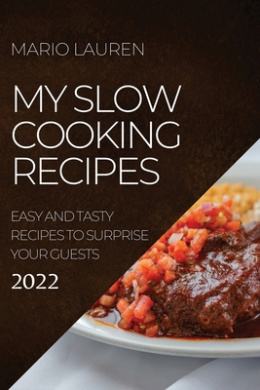 MARIO LAUREN
MY SLOW
COOKING
RECIPES
EASY AND TASTY
RECIPES TO SURPRISE
YOUR GUESTS
2022